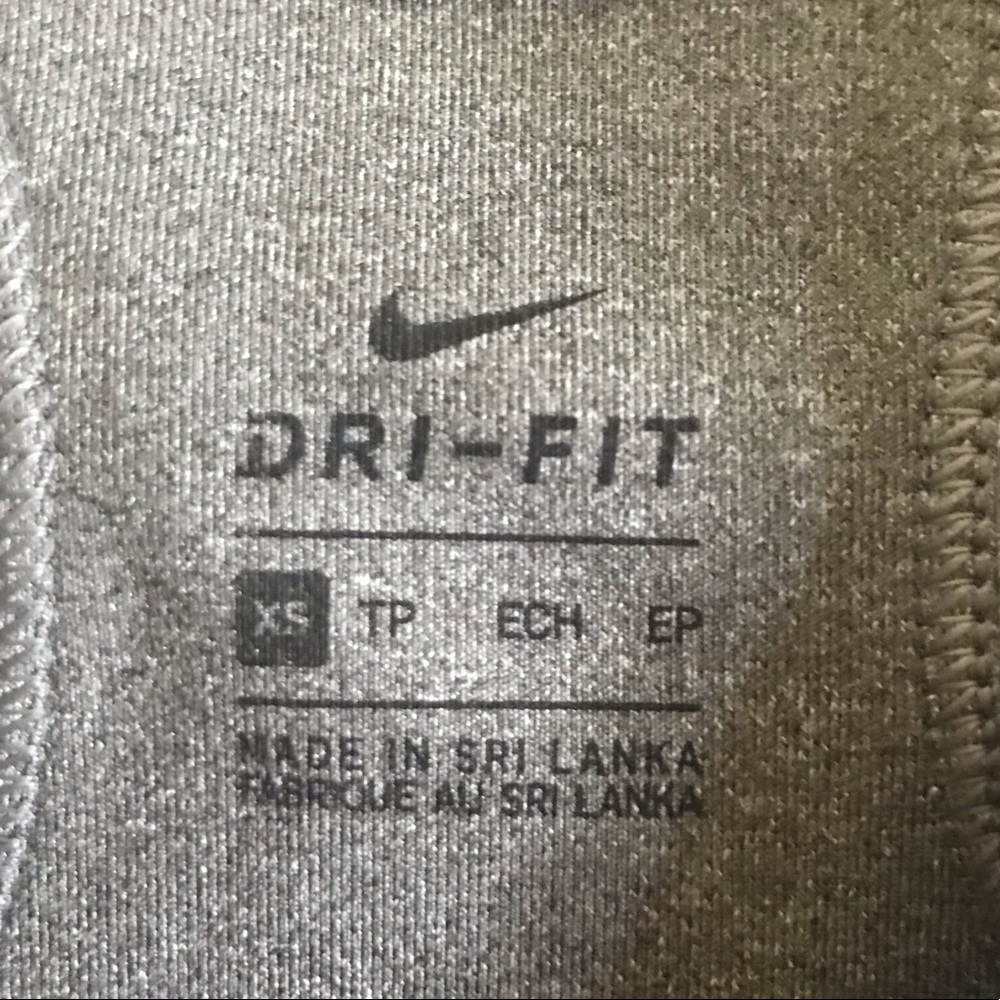 DRI-FIT
XS TP ECH EP
MADE IN SRI LANKA
FABRIQUE AU SRI LANKA